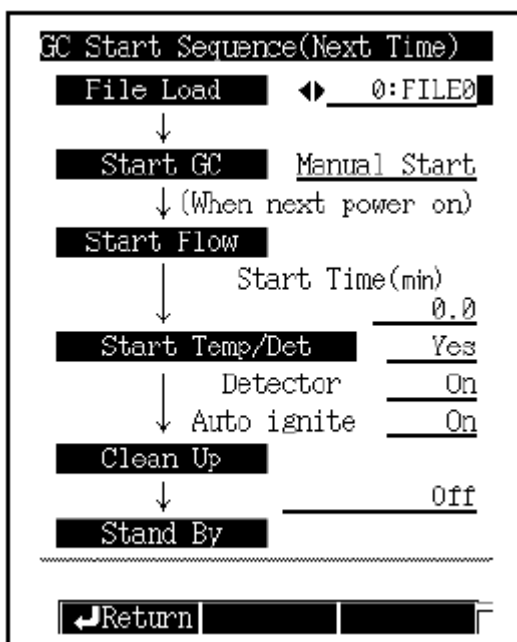 GC Start Sequence(Next Time)
File Load 0:FILE0
Start GC Manual Start
(When next power on)
Start Flow
Start Time(min)
0.0
Start Temp/Det Yes
Detector On
Auto ignite On
Clean Up
Off
Stand By
Return